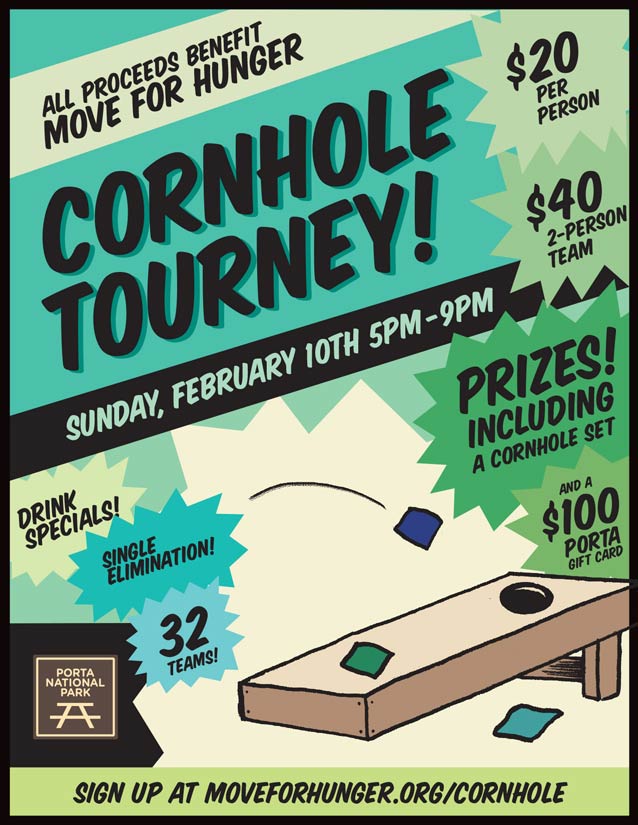 ALL PROCEEDS BENEFIT
MOVE FOR HUNGER
$20
PER
PERSON
CORNHOLE
TOURNEY!
$40
2-PERSON
TEAM
SUNDAY, FEBRUARY 10TH 5PM-9PM
PRIZES!
INCLUDING
A CORNHOLE SET
AND A
$100
PORTA
GIFT CARD
DRINK
SPECIALS!
SINGLE
ELIMINATION!
32
TEAMS!
PORTA
NATIONAL
PARK
SIGN UP AT MOVEFORHUNGER.ORG/CORNHOLE